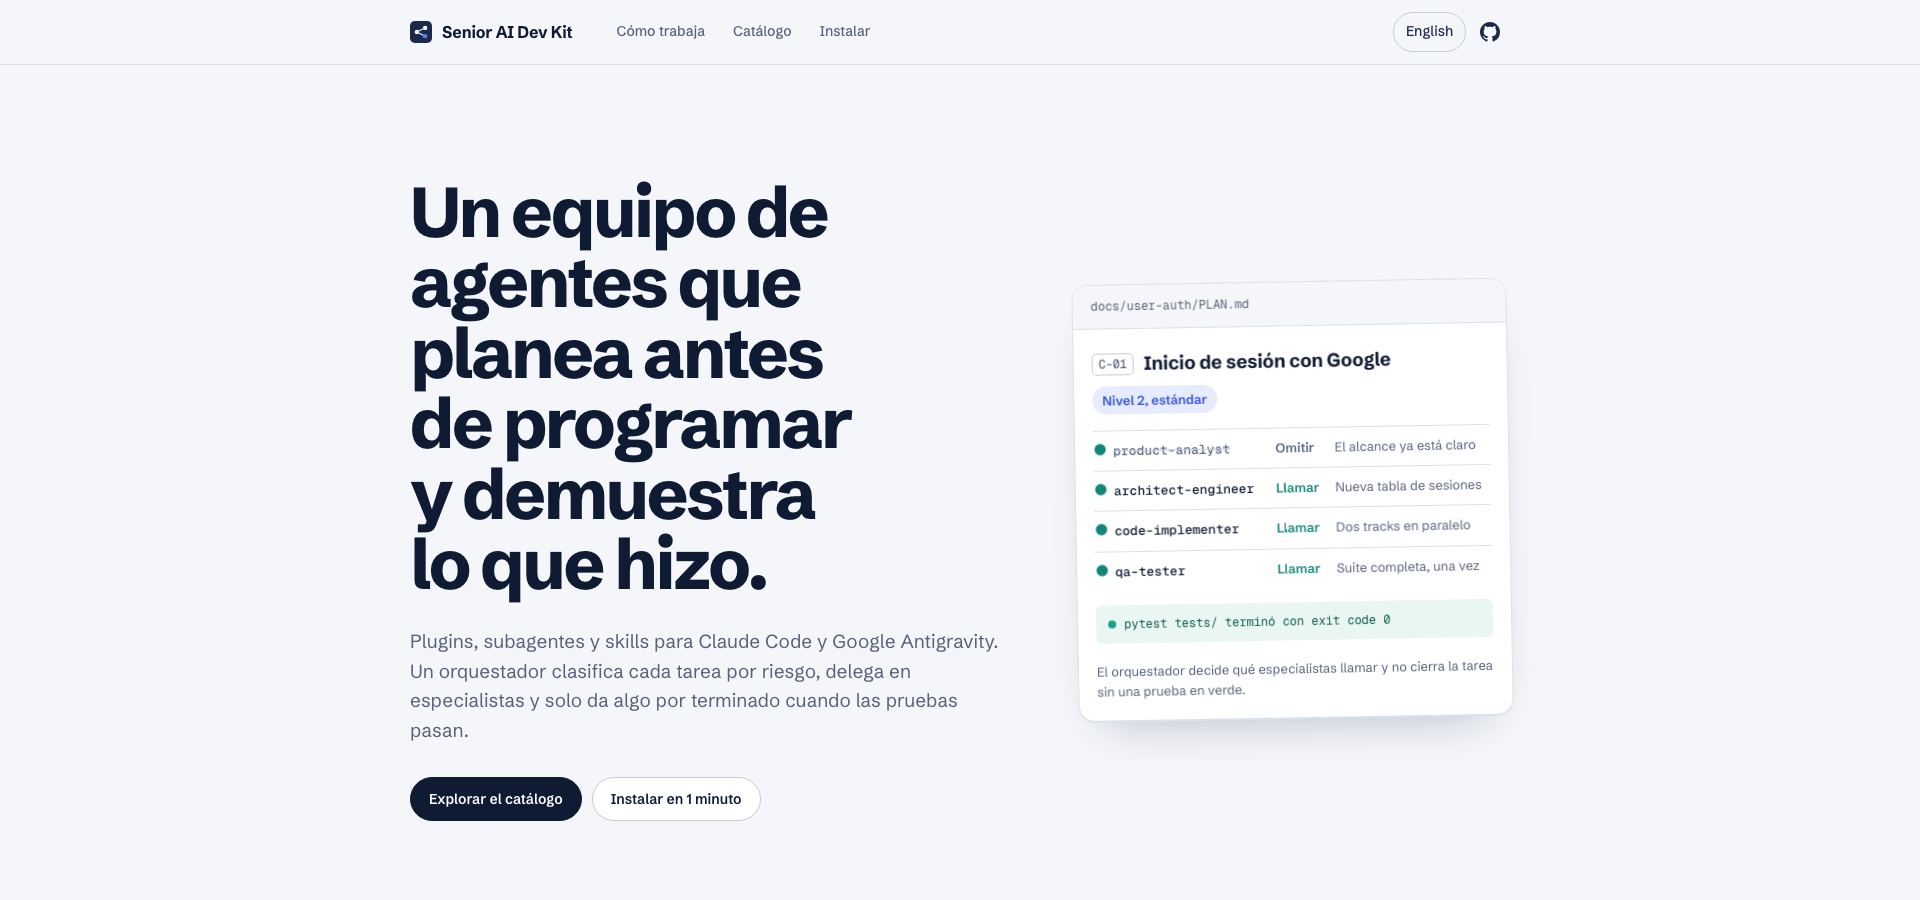 Senior AI Dev Kit
Cómo trabaja
Catálogo
Instalar
English
Un equipo de
agentes que
planea antes
de programar
y demuestra
lo que hizo.
Plugins, subagentes y skills para Claude Code y Google Antigravity.
Un orquestador clasifica cada tarea por riesgo, delega en
especialistas y solo da algo por terminado cuando las pruebas
pasan.
Explorar el catálogo
Instalar en 1 minuto
docs/user-auth/PLAN.md
C-01 Inicio de sesión con Google
Nivel 2, estándar
product-analyst Omitir El alcance ya está claro
architect-engineer Llamar Nueva tabla de sesiones
code-implementer Llamar Dos tracks en paralelo
qa-tester Llamar Suite completa, una vez
pytest tests/ terminó con exit code 0
El orquestador decide qué especialistas llamar y no cierra la tarea
sin una prueba en verde.